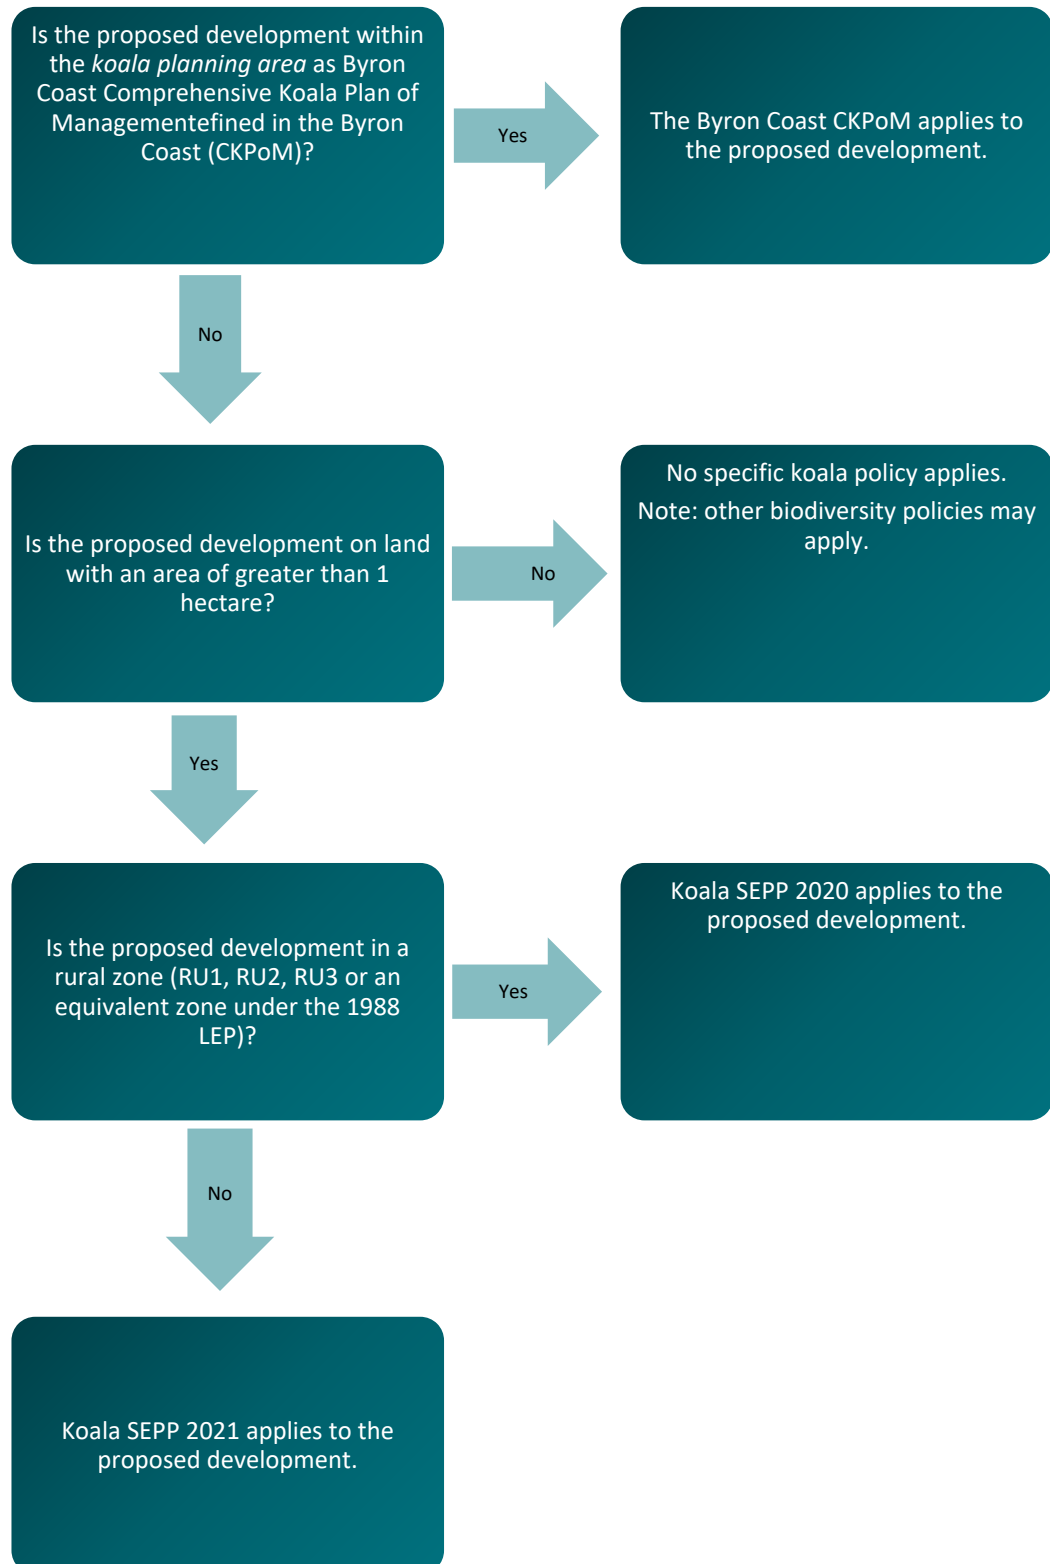 Is the proposed development within
the koala planning area as Byron
Coast Comprehensive Koala Plan of
Managementefined in the Byron
Coast (CKPoM)?
Yes
The Byron Coast CKPoM applies to
the proposed development.
No
Is the proposed development on land
with an area of greater than 1
hectare?
No
No specific koala policy applies.
Note: other biodiversity policies may
apply.
Yes
Is the proposed development in a
rural zone (RU1, RU2, RU3 or an
equivalent zone under the 1988
LEP)?
Yes
Koala SEPP 2020 applies to the
proposed development.
No
Koala SEPP 2021 applies to the
proposed development.